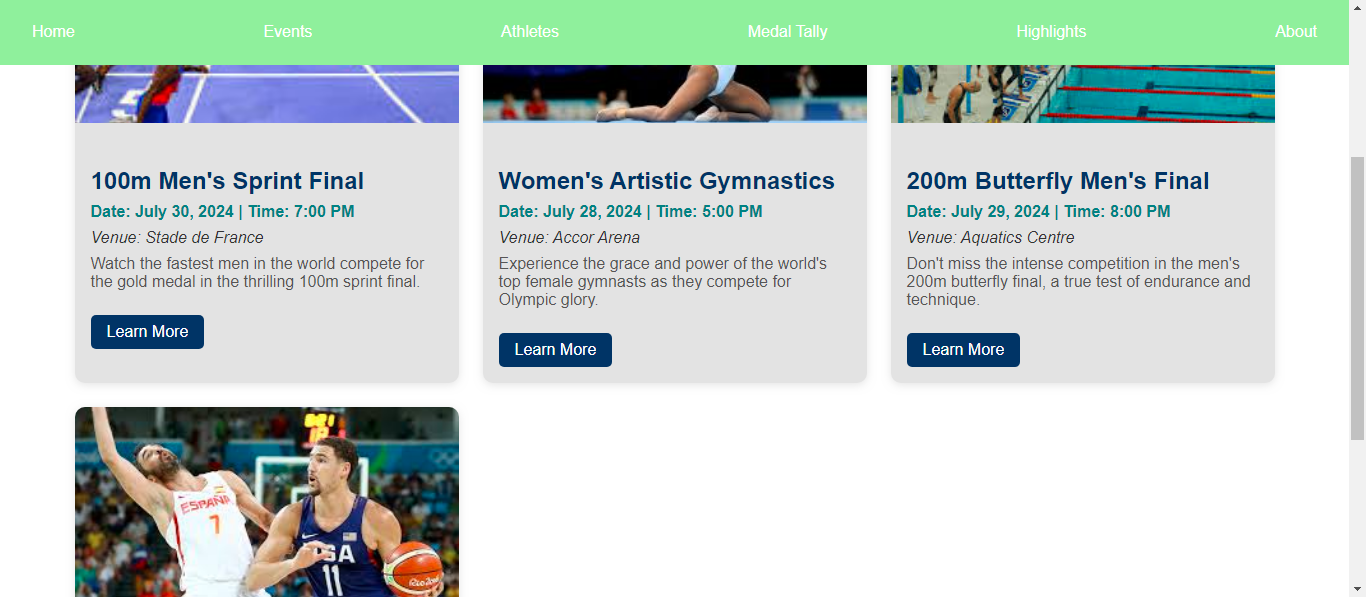 Home
Events
Athletes
Medal Tally
Highlights
About
100m Men's Sprint Final
Date: July 30, 2024 | Time: 7:00 PM
Venue: Stade de France
Watch the fastest men in the world compete for
the gold medal in the thrilling 100m sprint final.
Learn More
Women's Artistic Gymnastics
Date: July 28, 2024 | Time: 5:00 PM
Venue: Accor Arena
Experience the grace and power of the world's
top female gymnasts as they compete for
Olympic glory.
Learn More
200m Butterfly Men's Final
Date: July 29, 2024 | Time: 8:00 PM
Venue: Aquatics Centre
Don't miss the intense competition in the men's
200m butterfly final, a true test of endurance and
technique.
Learn More
ESPAÑA
7
USA
11